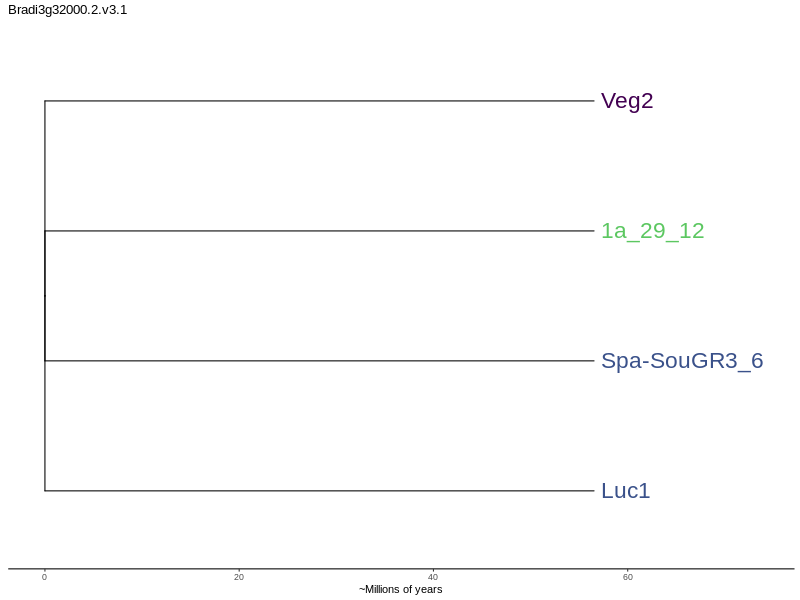 Bradi3g32000.2.v3.1
Veg2
1a_29_12
Spa-SouGR3_6
Luc1
0 20 40 60
~Millions of years